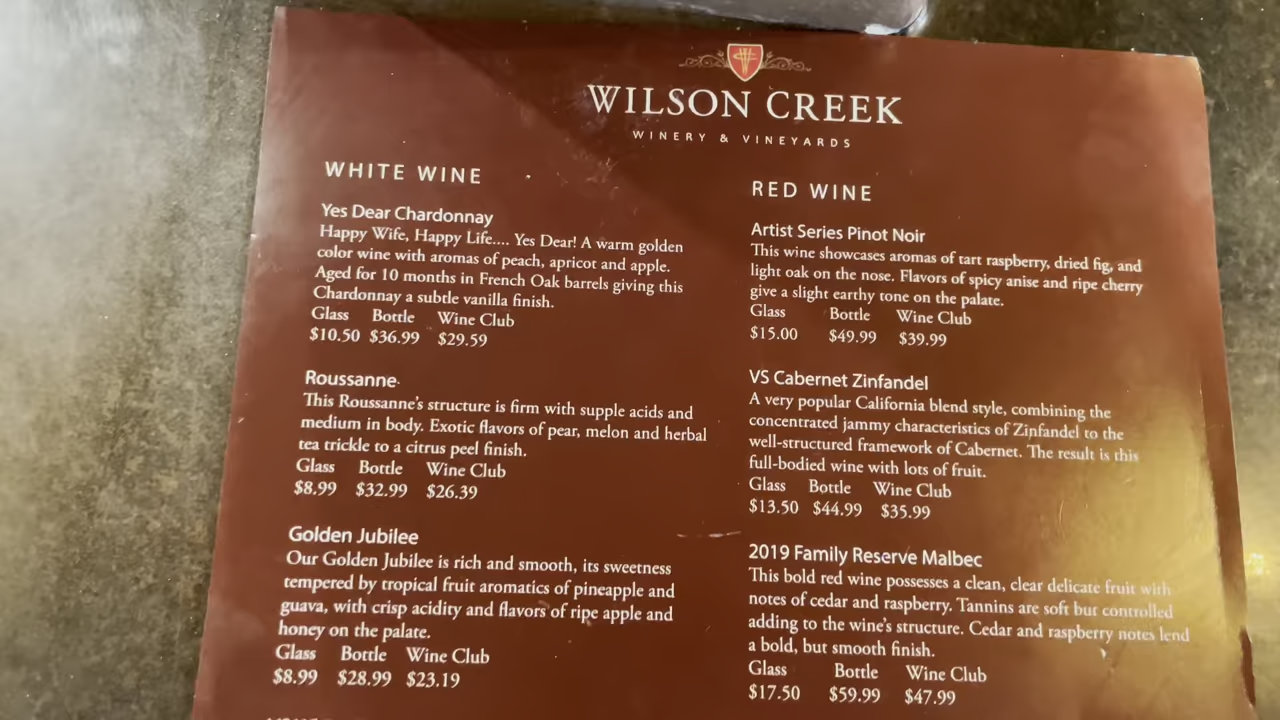 WILSON CREEK
WINERY & VINEYARDS
WHITE WINE
Yes Dear Chardonnay
Happy Wife, Happy Life.... Yes Dear! A warm golden
color wine with aromas of peach, apricot and apple.
Aged for 10 months in French Oak barrels giving this
Chardonnay a subtle vanilla finish.
Glass Bottle Wine Club
$10.50 $36.99 $29.59
Roussanne
This Roussanne's structure is firm with supple acids and
medium in body. Exotic flavors of pear, melon and herbal
tea trickle to a citrus peel finish.
Glass Bottle Wine Club
$8.99 $32.99 $26.39
Golden Jubilee
Our Golden Jubilee is rich and smooth, its sweetness
tempered by tropical fruit aromatics of pineapple and
guava, with crisp acidity and flavors of ripe apple and
honey on the palate.
Glass Bottle Wine Club
$8.99 $28.99 $23.19
RED WINE
Artist Series Pinot Noir
This wine showcases aromas of tart raspberry, dried fig, and
light oak on the nose. Flavors of spicy anise and ripe cherry
give a slight earthy tone on the palate.
Glass Bottle Wine Club
$15.00 $49.99 $39.99
VS Cabernet Zinfandel
A very popular California blend style, combining the
concentrated jammy characteristics of Zinfandel to the
well-structured framework of Cabernet. The result is this
full-bodied wine with lots of fruit.
Glass Bottle Wine Club
$13.50 $44.99 $35.99
2019 Family Reserve Malbec
This bold red wine possesses a clean, clear delicate fruit with
notes of cedar and raspberry. Tannins are soft but controlled
adding to the wine's structure. Cedar and raspberry notes lend
a bold, but smooth finish.
Glass Bottle Wine Club
$17.50 $59.99 $47.99